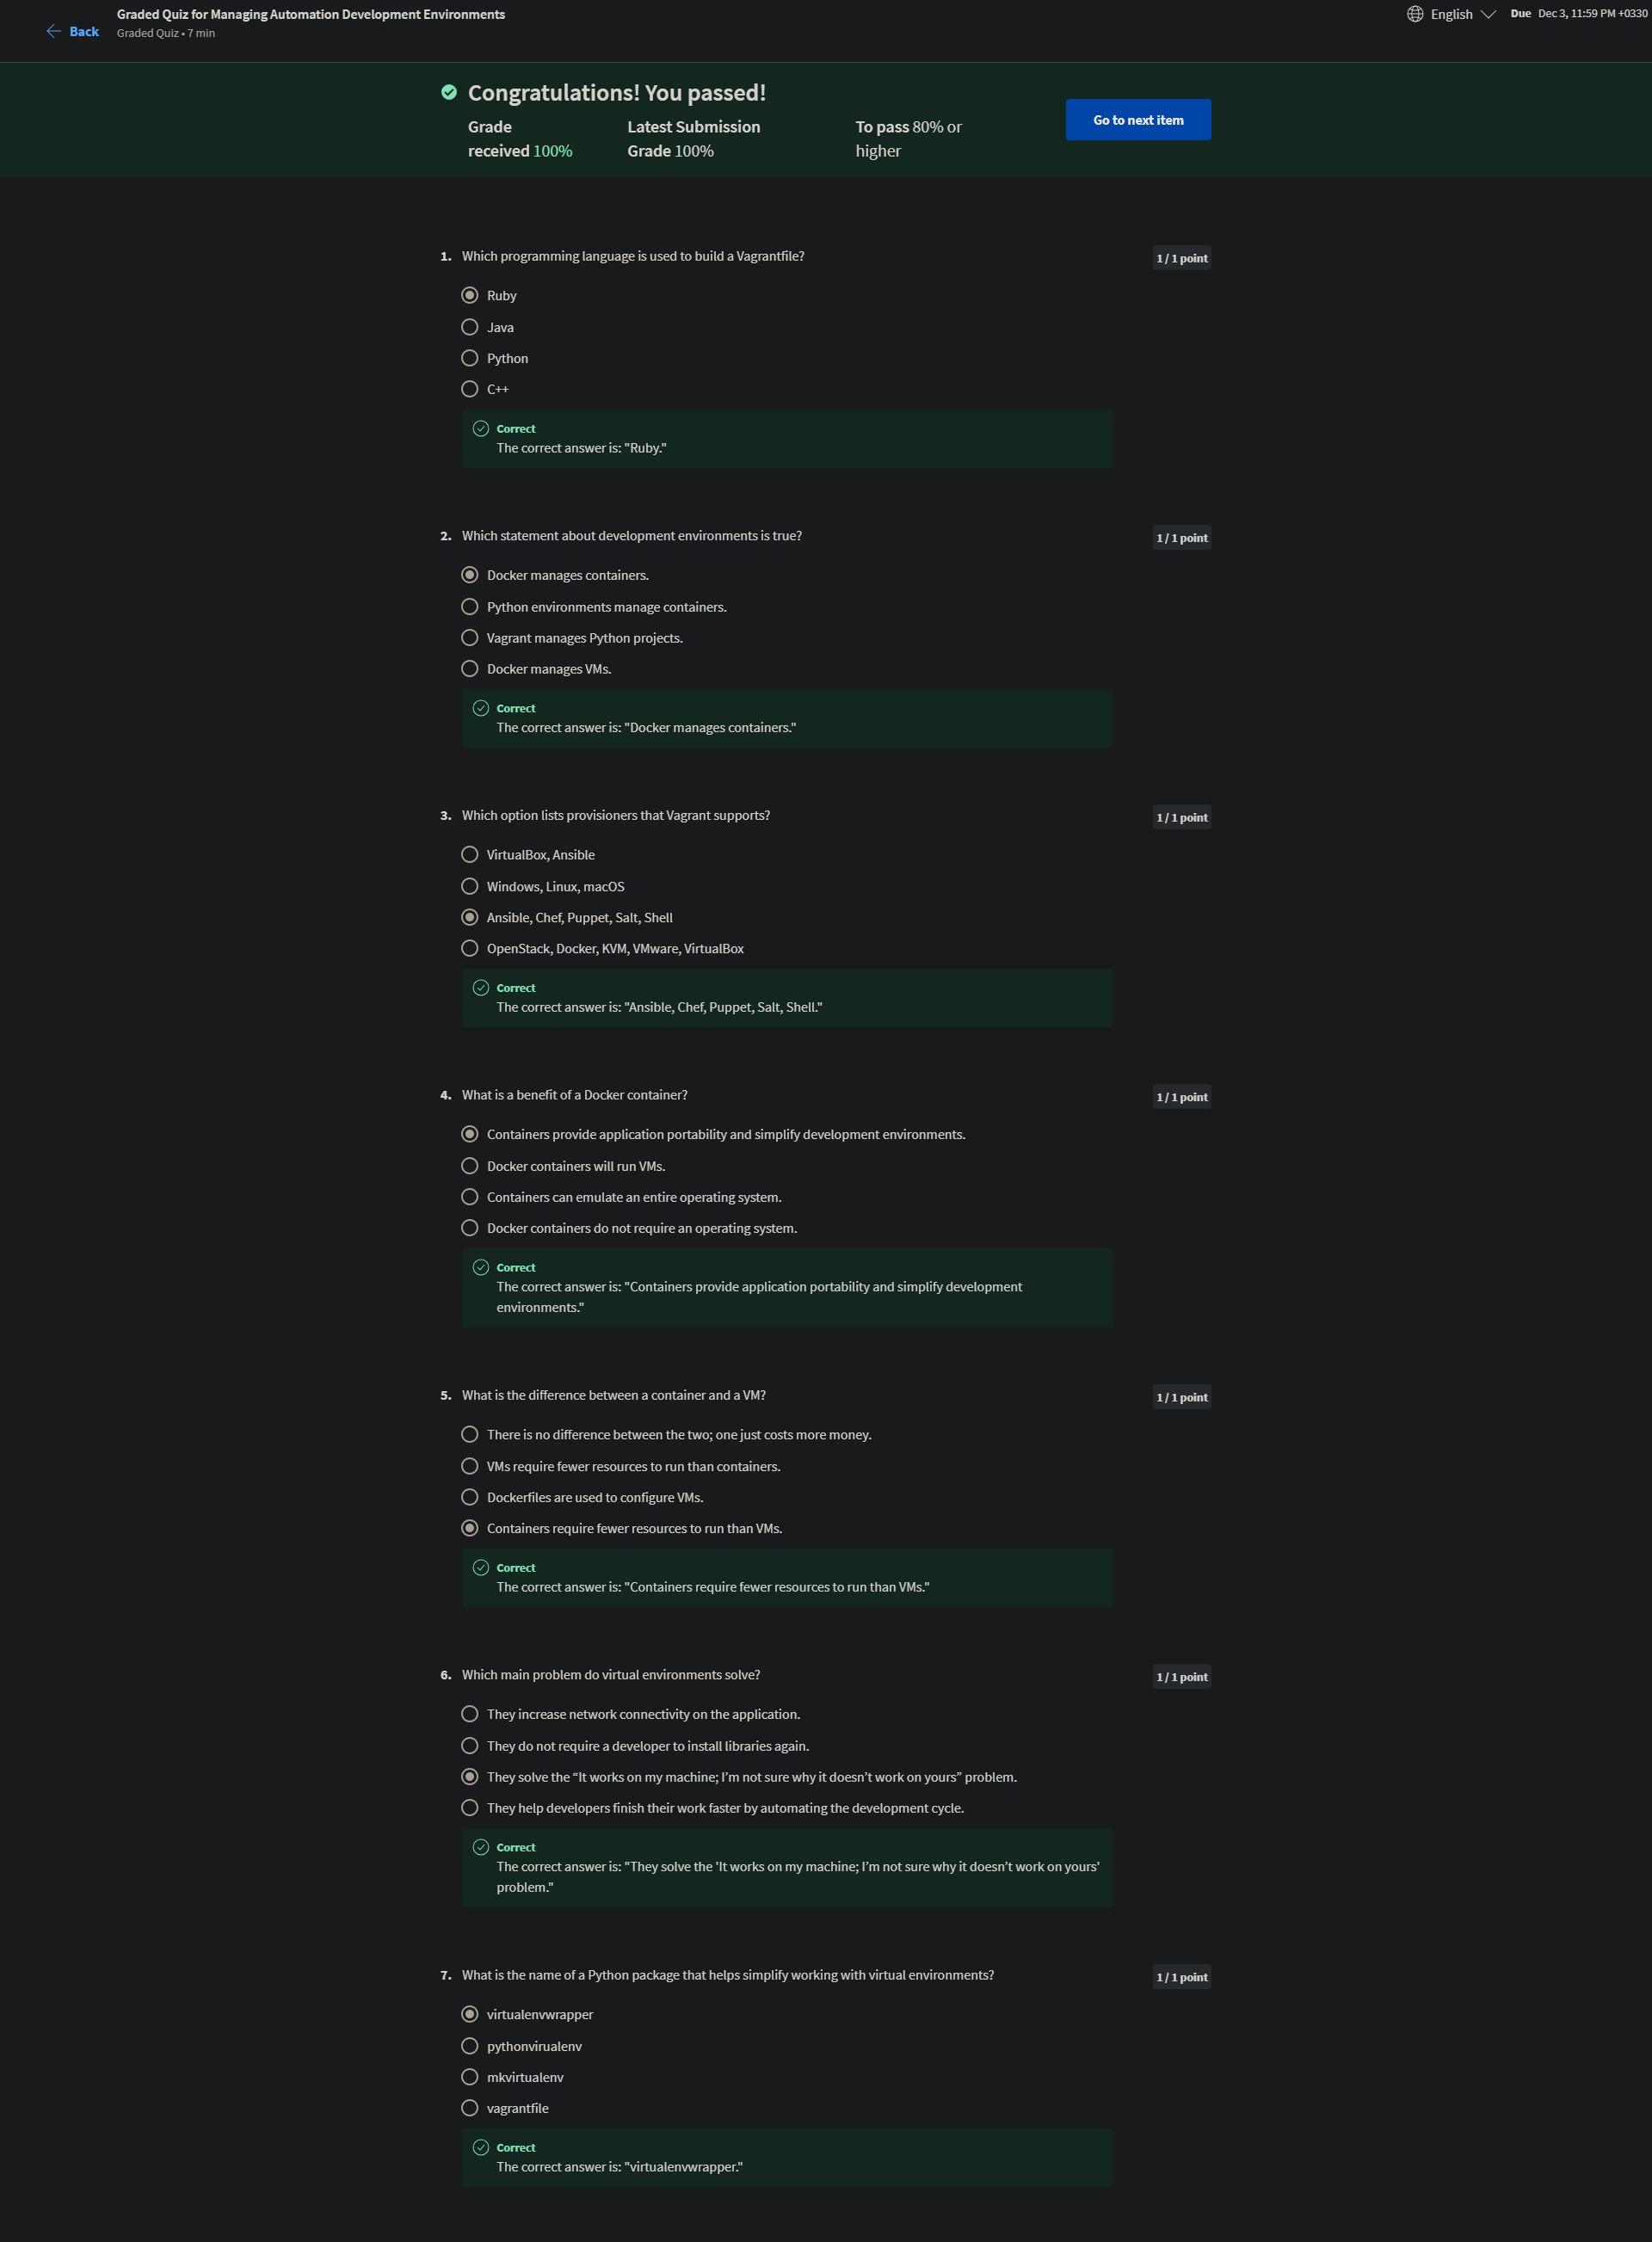 Back
Graded Quiz for Managing Automation Development Environments
Graded Quiz • 7 min
English
Due Dec 3, 11:59 PM +0330
Congratulations! You passed!
Grade
received 100%
Latest Submission
Grade 100%
To pass 80% or
higher
Go to next item
1. Which programming language is used to build a Vagrantfile?
1 / 1 point
Ruby
Java
Python
C++
Correct
The correct answer is: "Ruby."
2. Which statement about development environments is true?
1 / 1 point
Docker manages containers.
Python environments manage containers.
Vagrant manages Python projects.
Docker manages VMs.
Correct
The correct answer is: "Docker manages containers."
3. Which option lists provisioners that Vagrant supports?
1 / 1 point
VirtualBox, Ansible
Windows, Linux, macOS
Ansible, Chef, Puppet, Salt, Shell
OpenStack, Docker, KVM, VMware, VirtualBox
Correct
The correct answer is: "Ansible, Chef, Puppet, Salt, Shell."
4. What is a benefit of a Docker container?
1 / 1 point
Containers provide application portability and simplify development environments.
Docker containers will run VMs.
Containers can emulate an entire operating system.
Docker containers do not require an operating system.
Correct
The correct answer is: "Containers provide application portability and simplify development
environments."
5. What is the difference between a container and a VM?
1 / 1 point
There is no difference between the two; one just costs more money.
VMs require fewer resources to run than containers.
Dockerfiles are used to configure VMs.
Containers require fewer resources to run than VMs.
Correct
The correct answer is: "Containers require fewer resources to run than VMs."
6. Which main problem do virtual environments solve?
1 / 1 point
They increase network connectivity on the application.
They do not require a developer to install libraries again.
They solve the “It works on my machine; I’m not sure why it doesn’t work on yours” problem.
They help developers finish their work faster by automating the development cycle.
Correct
The correct answer is: "They solve the 'It works on my machine; I’m not sure why it doesn’t work on yours'
problem."
7. What is the name of a Python package that helps simplify working with virtual environments?
1 / 1 point
virtualenvwrapper
pythonvirualenv
mkvirtualenv
vagrantfile
Correct
The correct answer is: "virtualenvwrapper."